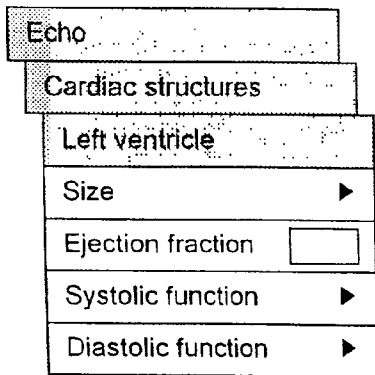 Echo
Cardiac structures
Left ventricle
Size
Ejection fraction
Systolic function
Diastolic function